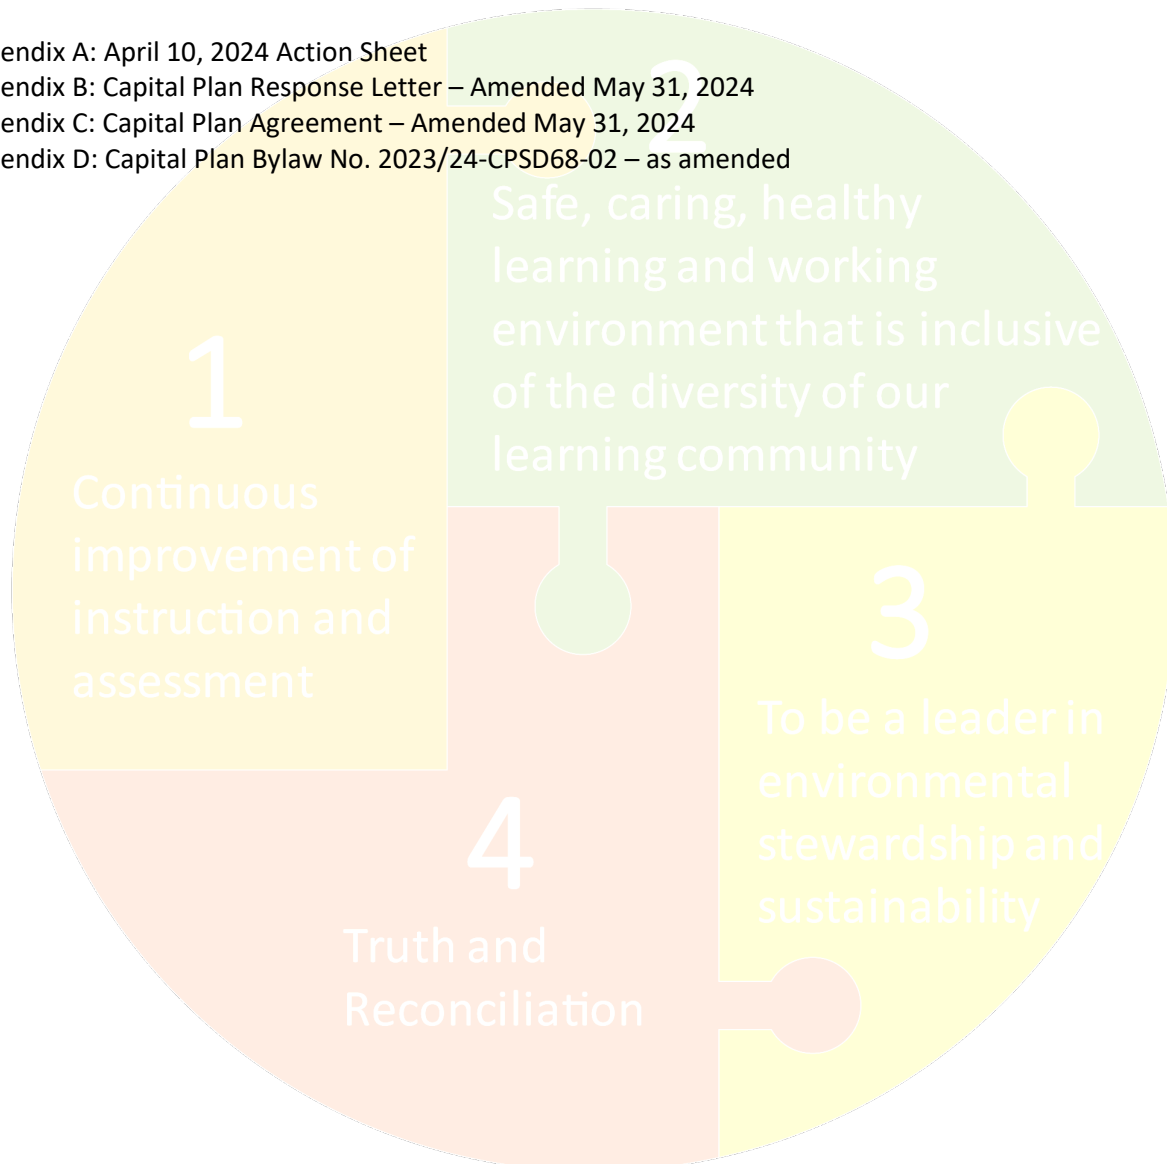 endix A: April 10, 2024 Action Sheet
endix B: Capital Plan Response Letter – Amended May 31, 2024
endix C: Capital Plan Agreement – Amended May 31, 2024
endix D: Capital Plan Bylaw No. 2023/24-CPSD68-02 – as amended
1
Continuous
improvement of
instruction and
assessment
2
Safe, caring, healthy
learning and working
environment that is inclusive
of the diversity of our
learning community
3
To be a leader in
environmental
stewardship and
sustainability
4
Truth and
Reconciliation